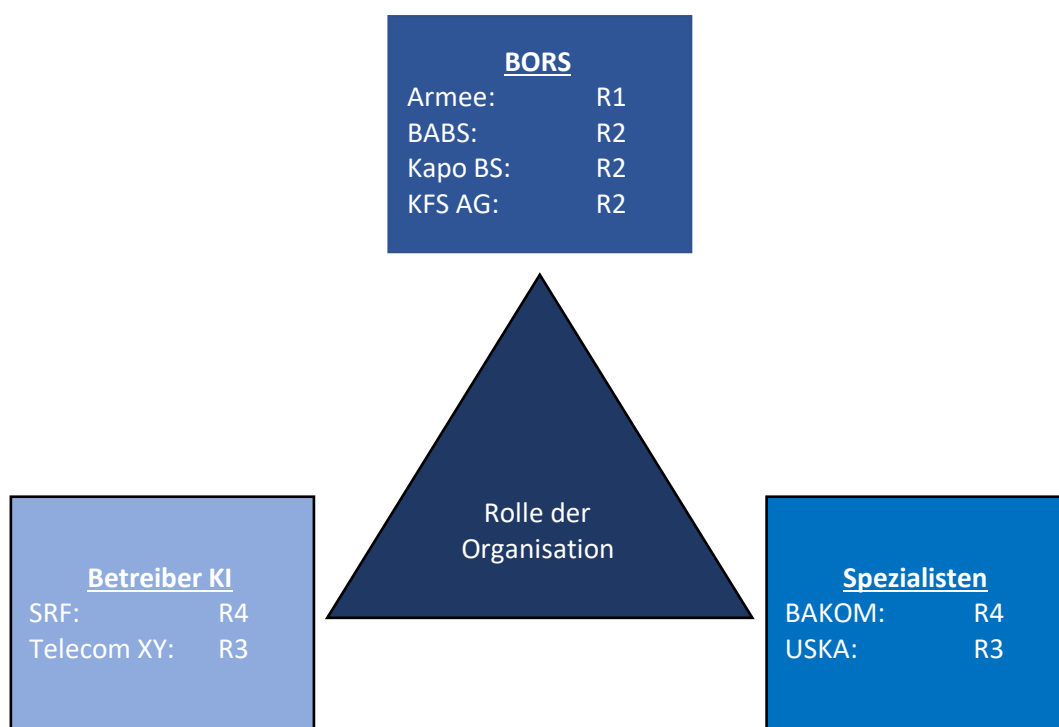 BORS
Armee: R1
BABS: R2
Kapo BS: R2
KFS AG: R2
Rolle der
Organisation
Betreiber KI
SRF: R4
Telecom XY: R3
Spezialisten
BAKOM: R4
USKA: R3